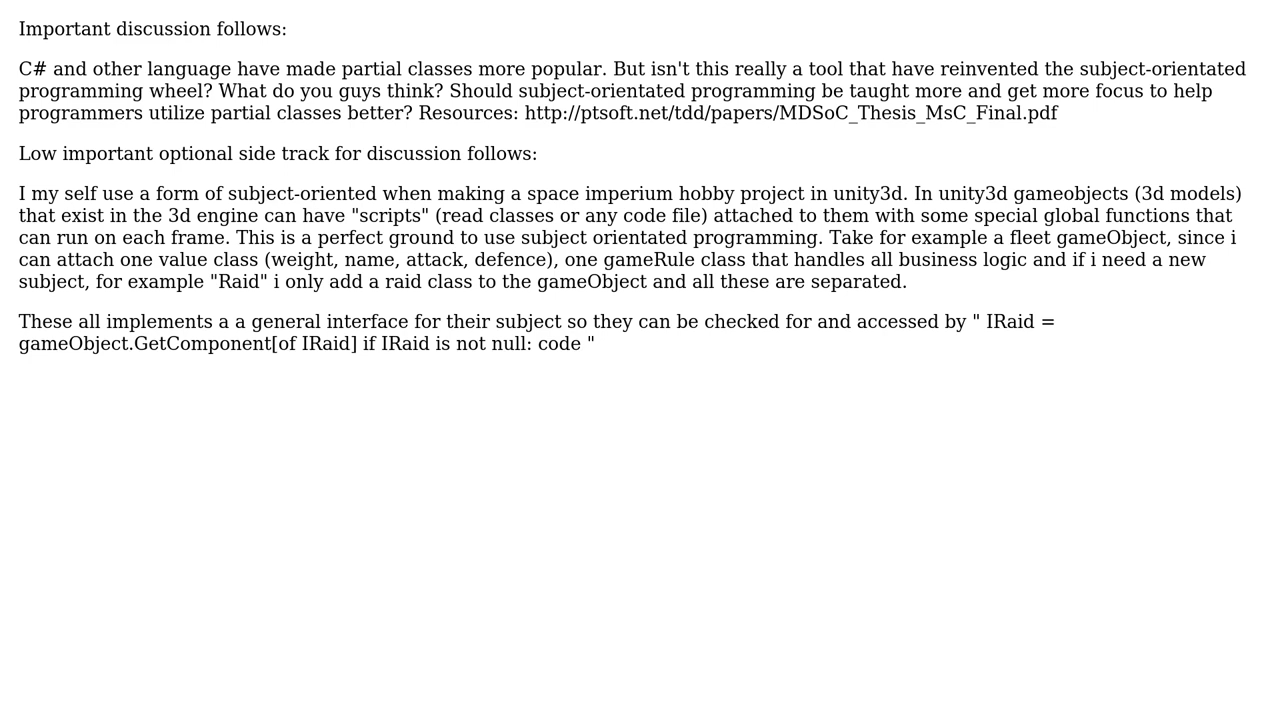 Important discussion follows:
C# and other language have made partial classes more popular. But isn't this really a tool that have reinvented the subject-orientated
programming wheel? What do you guys think? Should subject-orientated programming be taught more and get more focus to help
programmers utilize partial classes better? Resources: http://ptsoft.net/tdd/papers/MDSoC_Thesis_MsC_Final.pdf
Low important optional side track for discussion follows:
I my self use a form of subject-oriented when making a space imperium hobby project in unity3d. In unity3d gameobjects (3d models)
that exist in the 3d engine can have "scripts" (read classes or any code file) attached to them with some special global functions that
can run on each frame. This is a perfect ground to use subject orientated programming. Take for example a fleet gameObject, since i
can attach one value class (weight, name, attack, defence), one gameRule class that handles all business logic and if i need a new
subject, for example "Raid" i only add a raid class to the gameObject and all these are separated.
These all implements a a general interface for their subject so they can be checked for and accessed by " IRaid =
gameObject.GetComponent[of IRaid] if IRaid is not null: code "